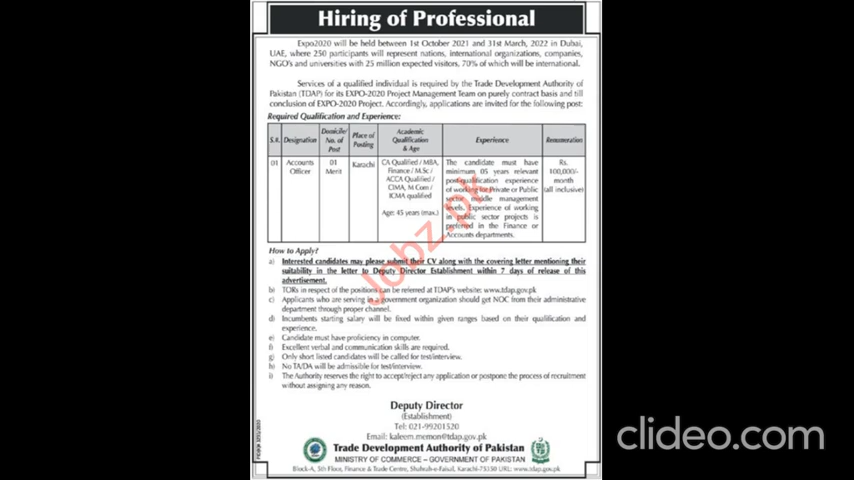 Hiring of Professional
Expo2020 will be held between 1st October 2021 and 31st March, 2022 in Dubai,
UAE, where 250 participants will represent nations, international organizations, companies,
NGO's and universities with 25 million expected visitors, 70% of which will be international.
Services of a qualified individual is required by the Trade Development Authority of
Pakistan (TDAP) for its EXPO-2020 Project Management Team on purely contract basis and till
conclusion of EXPO-2020 Project. Accordingly, applications are invited for the following post:
Required Qualification and Experience:
S.R. Designation Domicile/ No. of Post Place of Posting Academic Qualification & Age Experience Remuneration
01 Accounts Officer 01 Merit Karachi
CA Qualified / MBA,
Finance / M.Sc /
ACCA Qualified /
CIMA, M Com /
ICMA qualified
Age: 45 years (max.)
The candidate must have
minimum 05 years relevant
post-qualification experience
of working in Private or Public
sector middle management
levels. Experience of working
in public sector projects is
preferred in the Finance or
Accounts departments.
Rs.
100,000/-
month
(all inclusive)
How to Apply?
a) Interested candidates may please submit their CV along with the covering letter mentioning their
suitability in the letter to Deputy Director Establishment within 7 days of release of this
advertisement.
b) TORs in respect of the positions can be referred at TDAP's website: www.tdap.gov.pk
c) Applicants who are serving in a government organization should get NOC from their administrative
department through proper channel.
d) Incumbents starting salary will be fixed within given ranges based on their qualification and
experience.
e) Candidate must have proficiency in computer.
f) Excellent verbal and communication skills are required.
g) Only short listed candidates will be called for test/interview.
h) No TA/DA will be admissible for test/interview.
i) The Authority reserves the right to accept/reject any application or postpone the process of recruitment
without assigning any reason.
Deputy Director
(Establishment)
Tel: 021-99201520
Email: kaleem.memon@tdap.gov.pk
Trade Development Authority of Pakistan
MINISTRY OF COMMERCE – GOVERNMENT OF PAKISTAN
Block-A, 5th Floor, Finance & Trade Centre, Shahrah-e-Faisal, Karachi-75350 URL: www.tdap.gov.pk
Jobz.pk
clideo.com